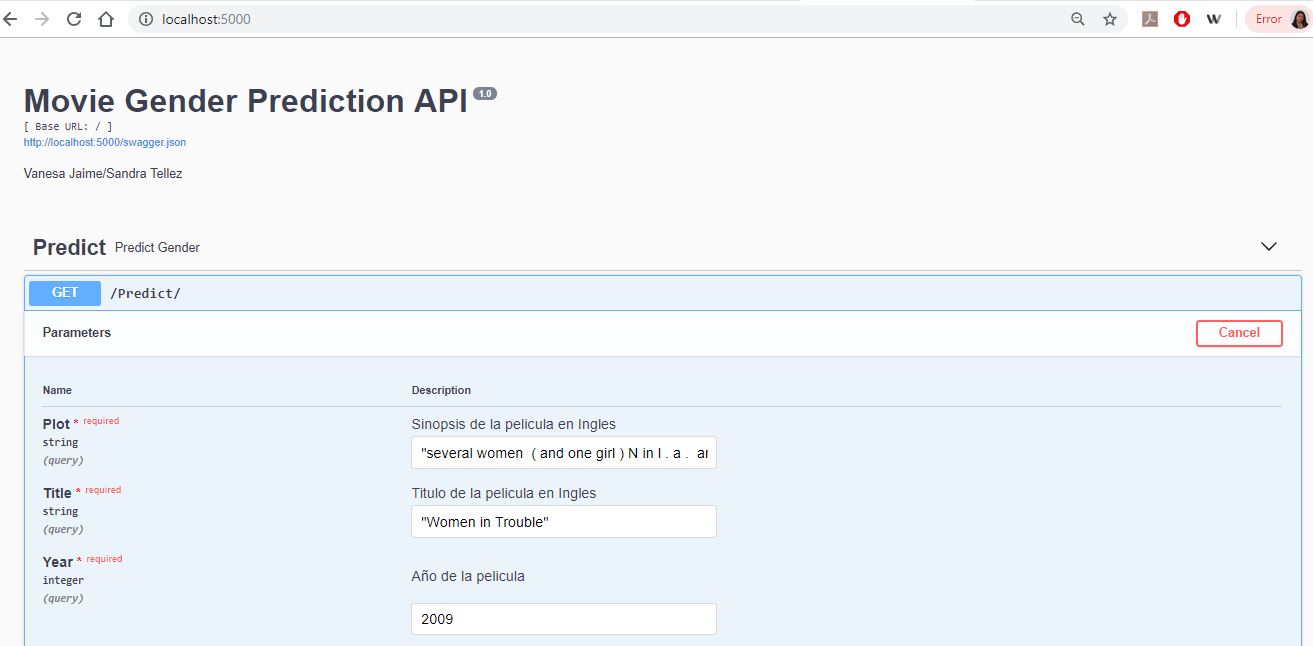 localhost:5000
Error
Movie Gender Prediction API 1.0
[ Base URL: / ]
http://localhost:5000/swagger.json
Vanesa Jaime/Sandra Tellez
Predict Predict Gender
GET /Predict/
Parameters Cancel
Name Description
Plot * required Sinopsis de la pelicula en Ingles
string
(query) "several women ( and one girl ) N in l . a . ar
Title * required Titulo de la pelicula en Ingles
string
(query) "Women in Trouble"
Year * required
integer Año de la pelicula
(query)
2009